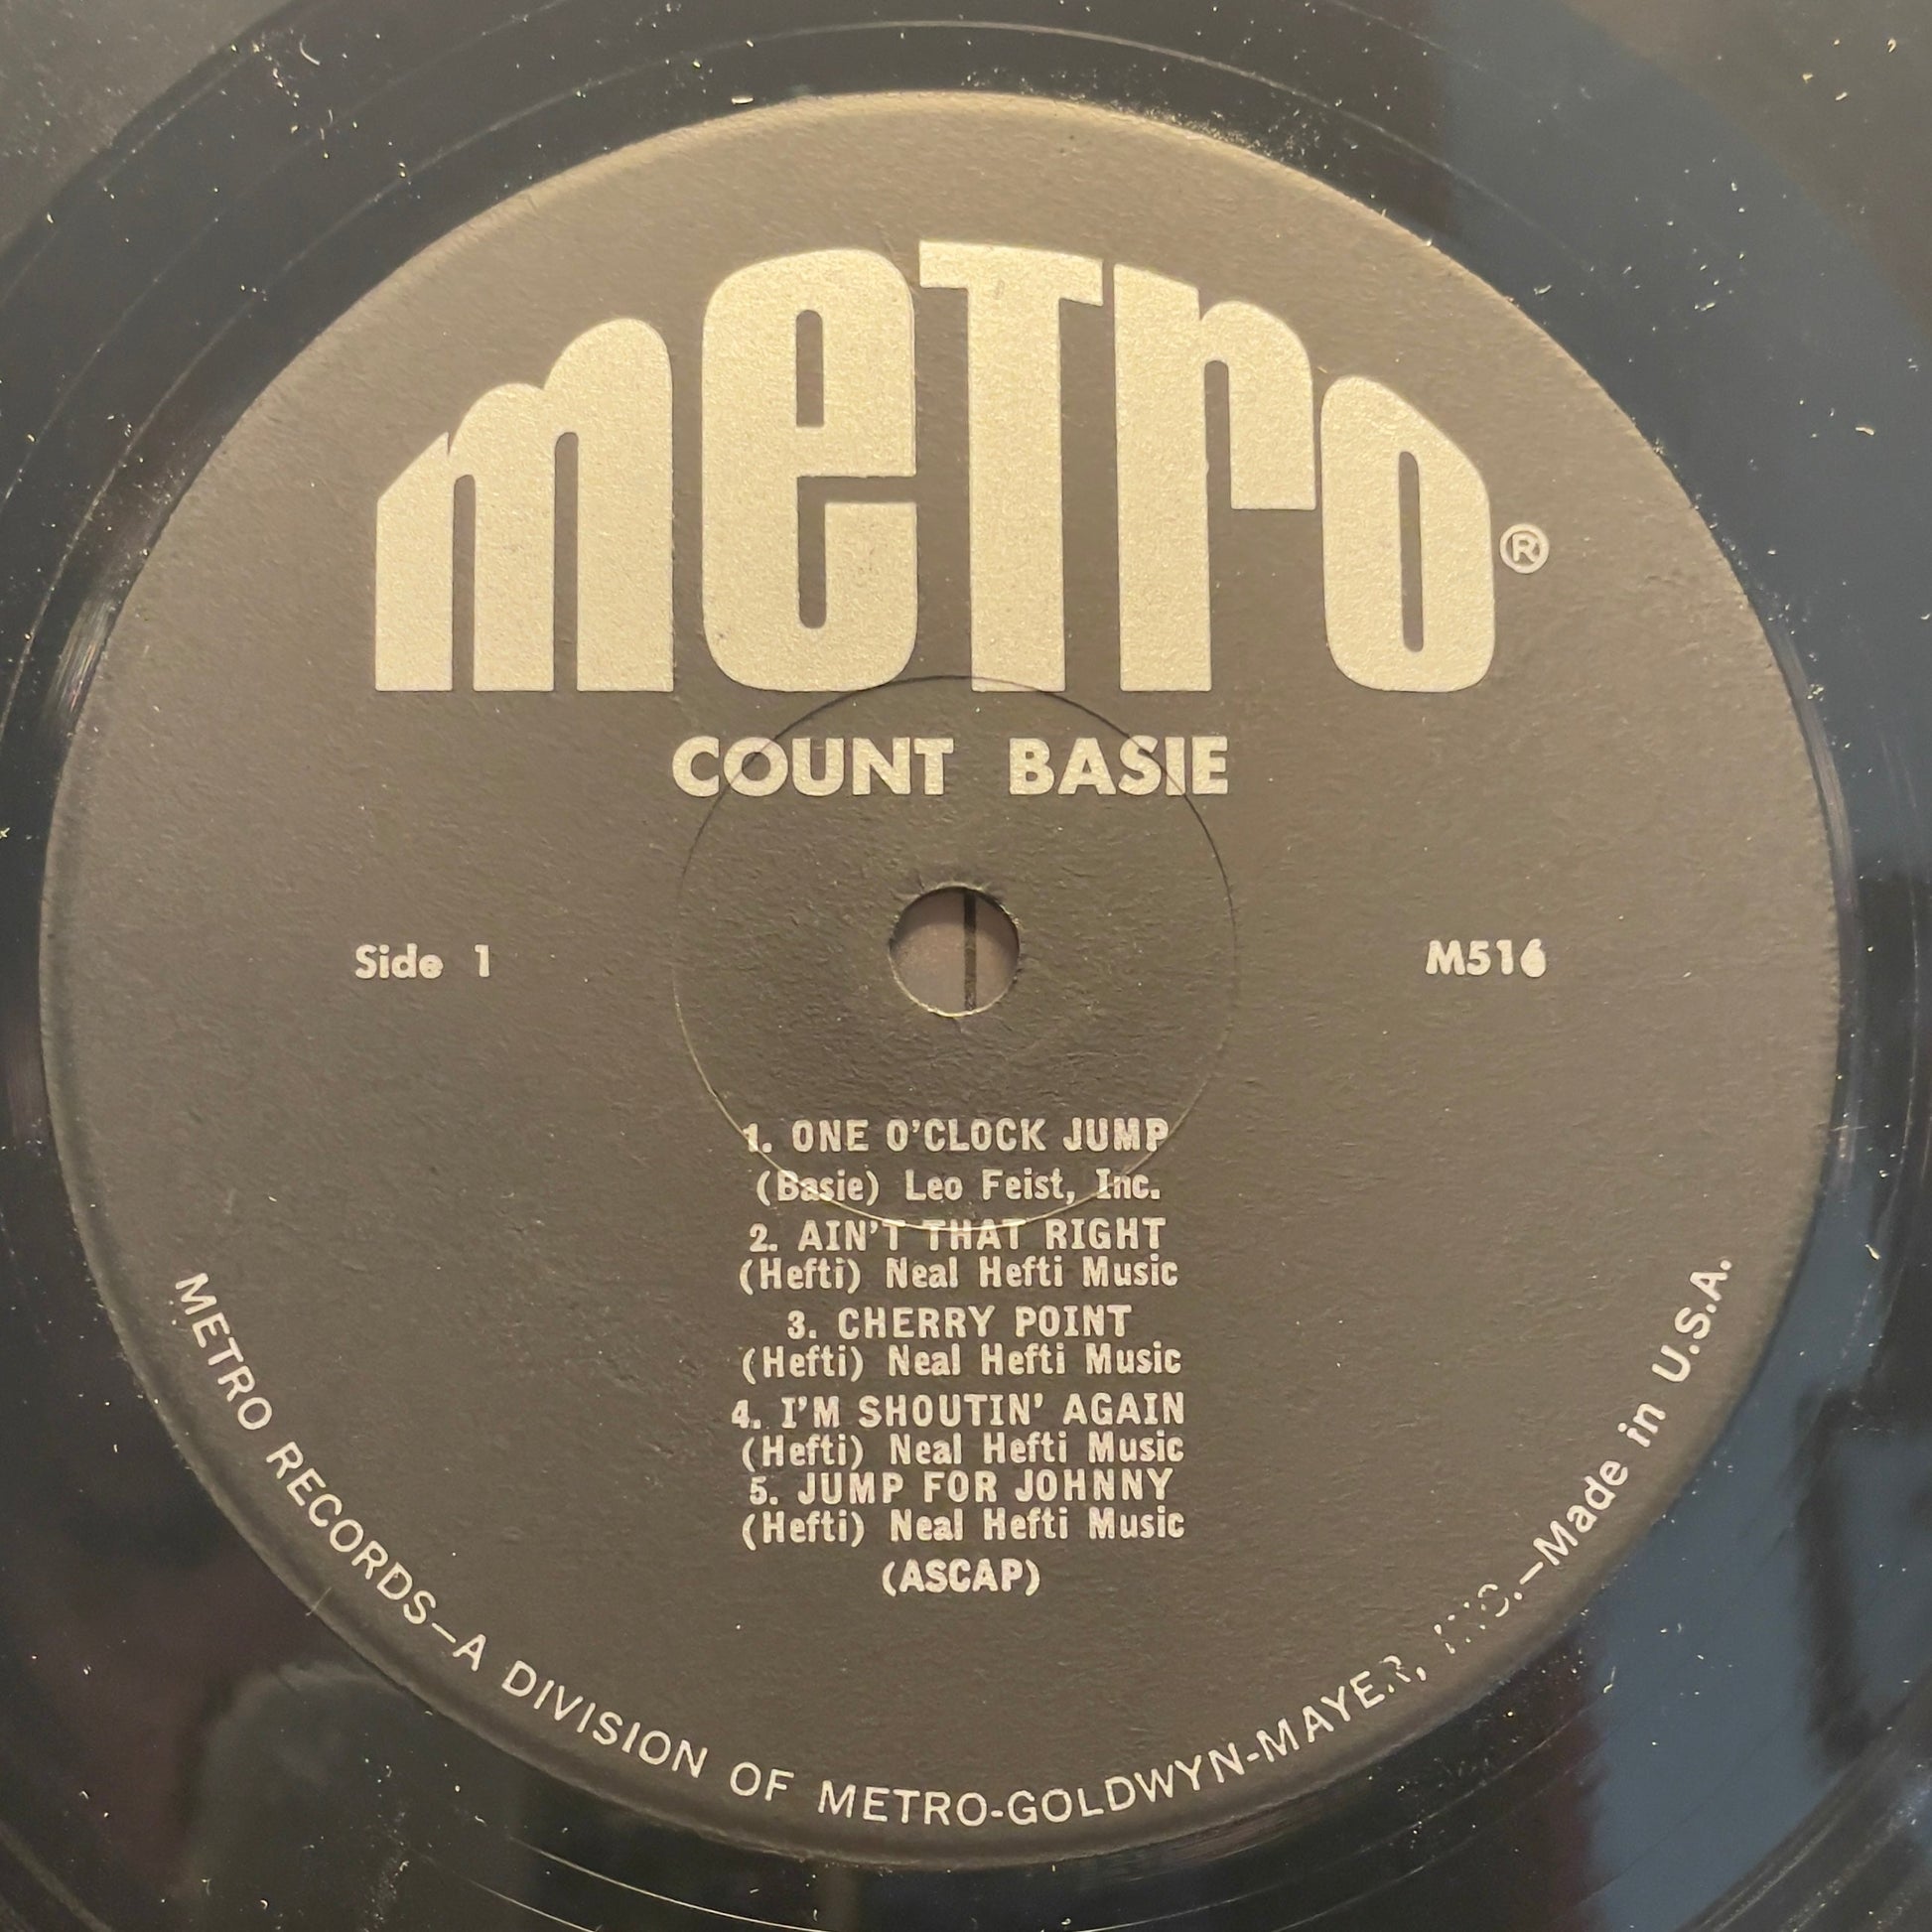 meTro®
COUNT BASIE
Side 1
M516
1. ONE O'CLOCK JUMP
(Basie) Leo Feist, Inc.
2. AIN'T THAT RIGHT
(Hefti) Neal Hefti Music
3. CHERRY POINT
(Hefti) Neal Hefti Music
4. I'M SHOUTIN' AGAIN
(Hefti) Neal Hefti Music
5. JUMP FOR JOHNNY
(Hefti) Neal Hefti Music
(ASCAP)
METRO RECORDS—A DIVISION OF METRO-GOLDWYN-MAYER, INC.—Made in U.S.A.